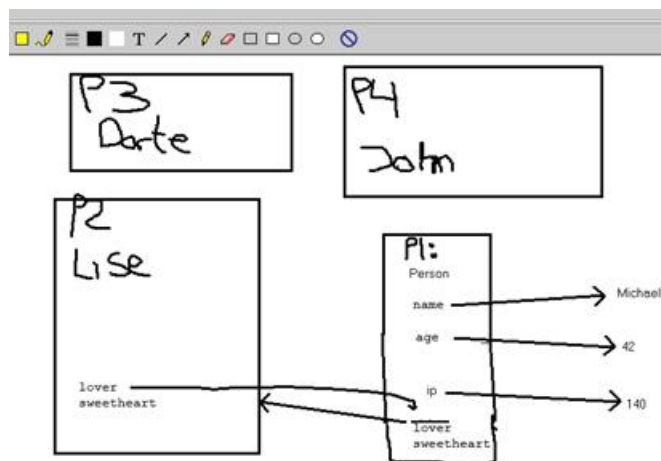 T
P3
Dorte
P4
John
P2
Lise
lover
sweetheart
P1:
Person
name
Michael
age
42
ip
140
lover
sweetheart